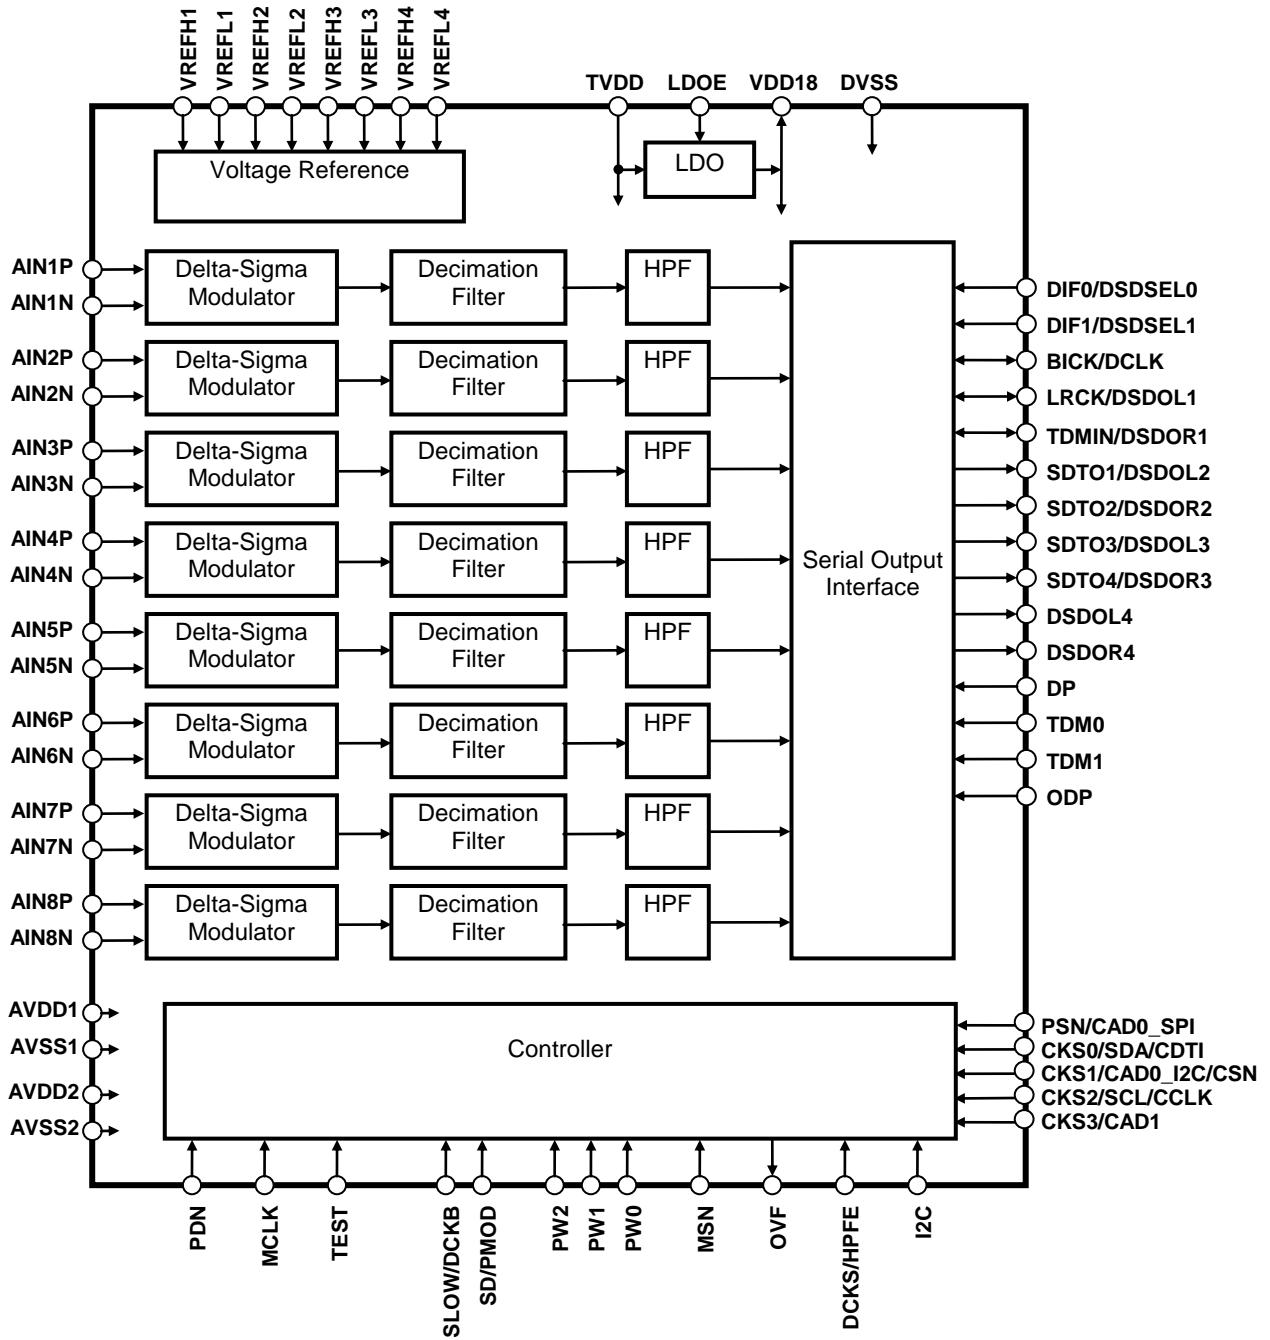 VREFH1
VREFL1
VREFH2
VREFL2
VREFH3
VREFL3
VREFH4
VREFL4
TVDD
LDOE
VDD18
DVSS
Voltage Reference
LDO
AIN1P
AIN1N
Delta-Sigma
Modulator
Decimation
Filter
HPF
AIN2P
AIN2N
Delta-Sigma
Modulator
Decimation
Filter
HPF
AIN3P
AIN3N
Delta-Sigma
Modulator
Decimation
Filter
HPF
AIN4P
AIN4N
Delta-Sigma
Modulator
Decimation
Filter
HPF
AIN5P
AIN5N
Delta-Sigma
Modulator
Decimation
Filter
HPF
AIN6P
AIN6N
Delta-Sigma
Modulator
Decimation
Filter
HPF
AIN7P
AIN7N
Delta-Sigma
Modulator
Decimation
Filter
HPF
AIN8P
AIN8N
Delta-Sigma
Modulator
Decimation
Filter
HPF
Serial Output
Interface
DIF0/DSDSEL0
DIF1/DSDSEL1
BICK/DCLK
LRCK/DSDOL1
TDMIN/DSDOR1
SDTO1/DSDOL2
SDTO2/DSDOR2
SDTO3/DSDOL3
SDTO4/DSDOR3
DSDOL4
DSDOR4
DP
TDM0
TDM1
ODP
AVDD1
AVSS1
AVDD2
AVSS2
Controller
PSN/CAD0_SPI
CKS0/SDA/CDTI
CKS1/CAD0_I2C/CSN
CKS2/SCL/CCLK
CKS3/CAD1
PDN
MCLK
TEST
SLOW/DCKB
SD/PMOD
PW2
PW1
PW0
MSN
OVF
DCKS/HPFE
I2C